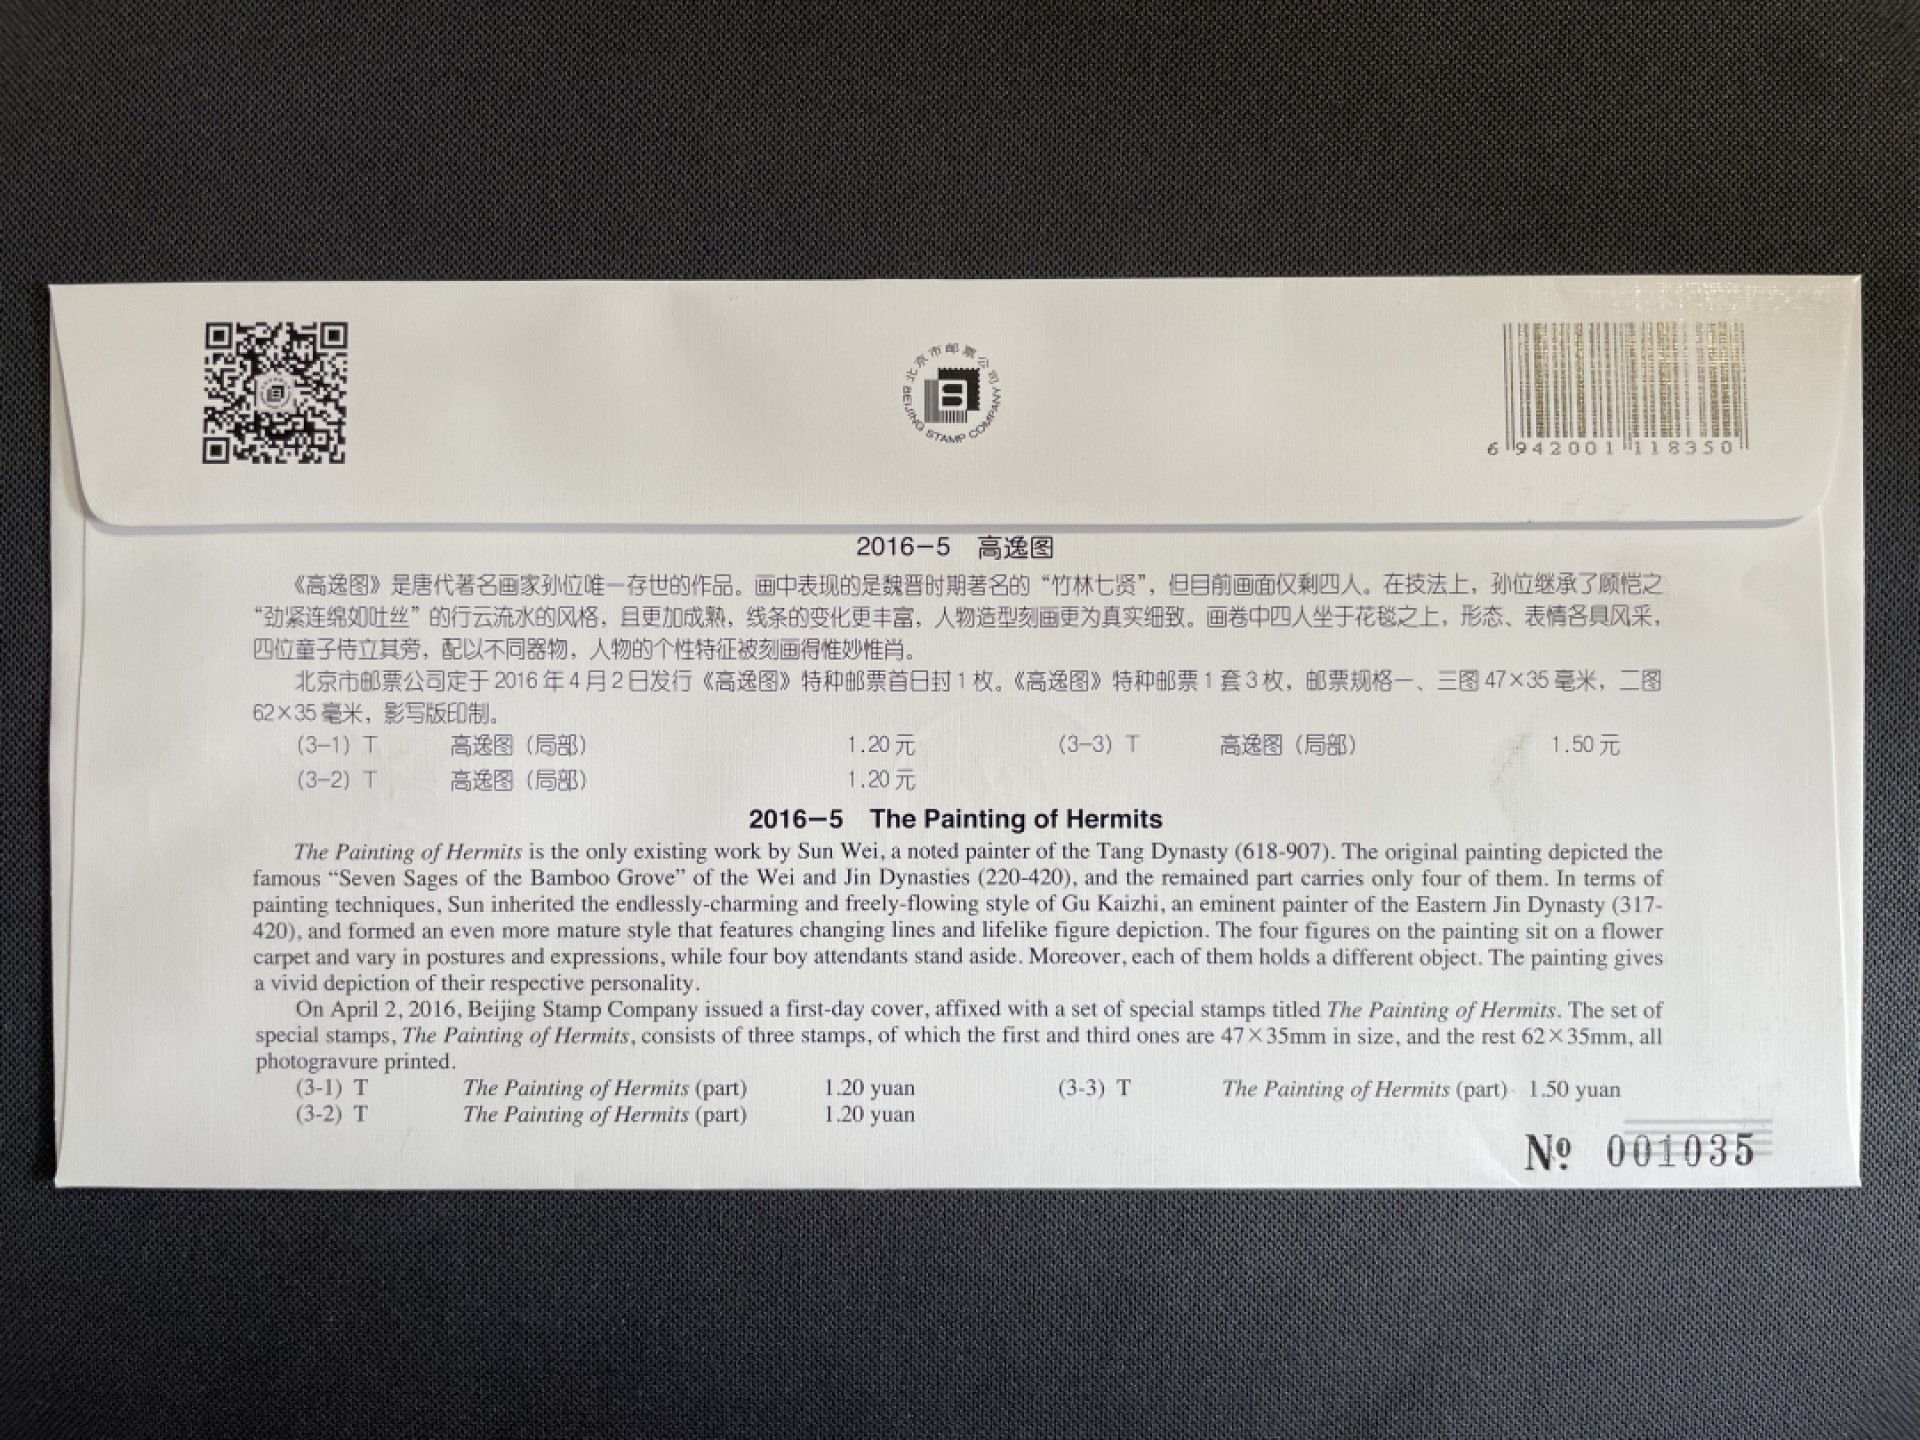 北京市邮票公司
BEIJING STAMP COMPANY
6 942001 118350
2016-5 高逸图
《高逸图》是唐代著名画家孙位唯一存世的作品。画中表现的是魏晋时期著名的“竹林七贤”，但目前画面仅剩四人。在技法上，孙位继承了顾恺之
“劲紧连绵如吐丝”的行云流水的风格，且更加成熟，线条的变化更丰富，人物造型刻画更为真实细致。画卷中四人坐于花毯之上，形态、表情各具风采，
四位童子侍立其旁，配以不同器物，人物的个性特征被刻画得惟妙惟肖。
北京市邮票公司定于2016年4月2日发行《高逸图》特种邮票首日封1枚。《高逸图》特种邮票1套3枚，邮票规格一、三图47×35毫米，二图
62×35毫米，影写版印制。
(3-1) T 高逸图（局部） 1.20元 (3-3) T 高逸图（局部） 1.50元
(3-2) T 高逸图（局部） 1.20元
2016-5 The Painting of Hermits
The Painting of Hermits is the only existing work by Sun Wei, a noted painter of the Tang Dynasty (618-907). The original painting depicted the
famous “Seven Sages of the Bamboo Grove” of the Wei and Jin Dynasties (220-420), and the remained part carries only four of them. In terms of
painting techniques, Sun inherited the endlessly-charming and freely-flowing style of Gu Kaizhi, an eminent painter of the Eastern Jin Dynasty (317-
420), and formed an even more mature style that features changing lines and lifelike figure depiction. The four figures on the painting sit on a flower
carpet and vary in postures and expressions, while four boy attendants stand aside. Moreover, each of them holds a different object. The painting gives
a vivid depiction of their respective personality.
On April 2, 2016, Beijing Stamp Company issued a first-day cover, affixed with a set of special stamps titled The Painting of Hermits. The set of
special stamps, The Painting of Hermits, consists of three stamps, of which the first and third ones are 47×35mm in size, and the rest 62×35mm, all
photogravure printed.
(3-1) T The Painting of Hermits (part) 1.20 yuan (3-3) T The Painting of Hermits (part) 1.50 yuan
(3-2) T The Painting of Hermits (part) 1.20 yuan
№ 001035